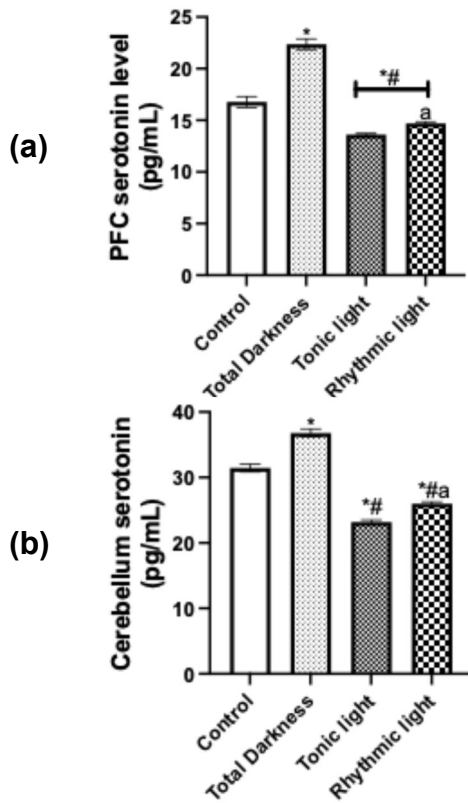 (a)
PFC serotonin level
(pg/mL)
25
20
15
10
5
0
*
*#
a
Control
Total Darkness
Tonic light
Rhythmic light
(b)
Cerebellum serotonin
(pg/mL)
40
30
20
10
0
*
*#
*#a
Control
Total Darkness
Tonic light
Rhythmic light